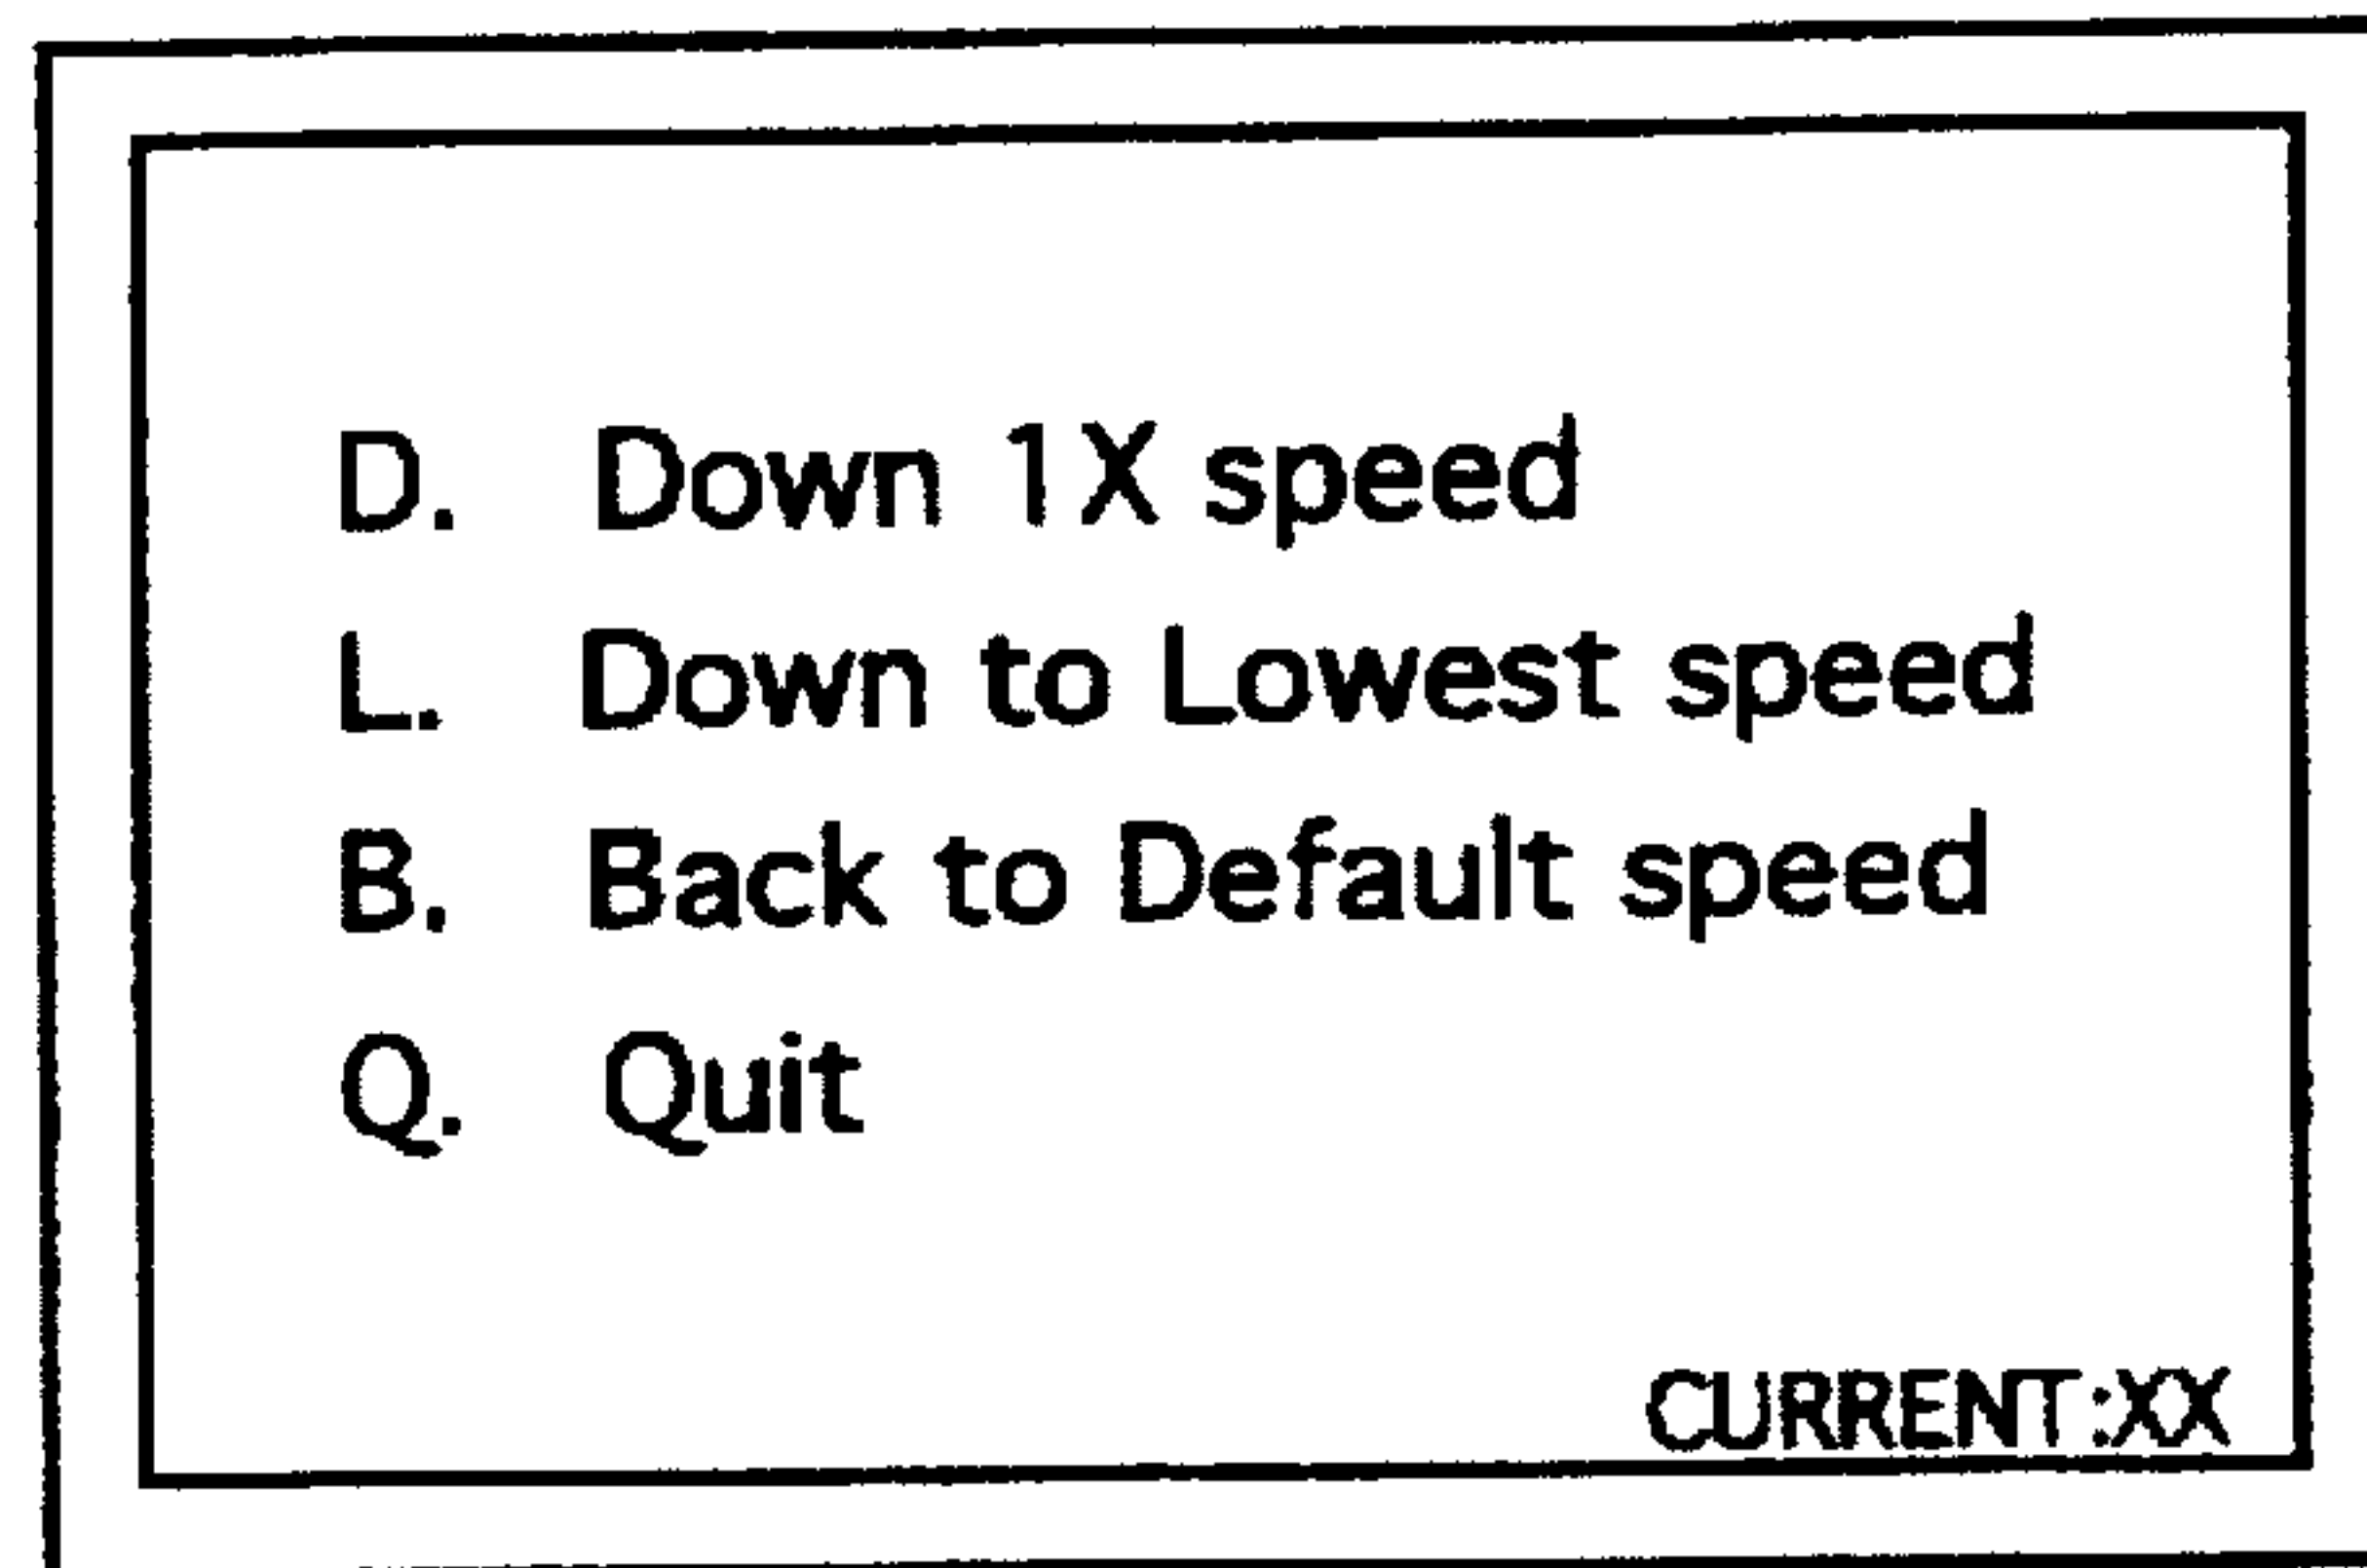 D. Down 1X speed
L. Down to Lowest speed
B. Back to Default speed
Q. Quit
CURRENT:XX